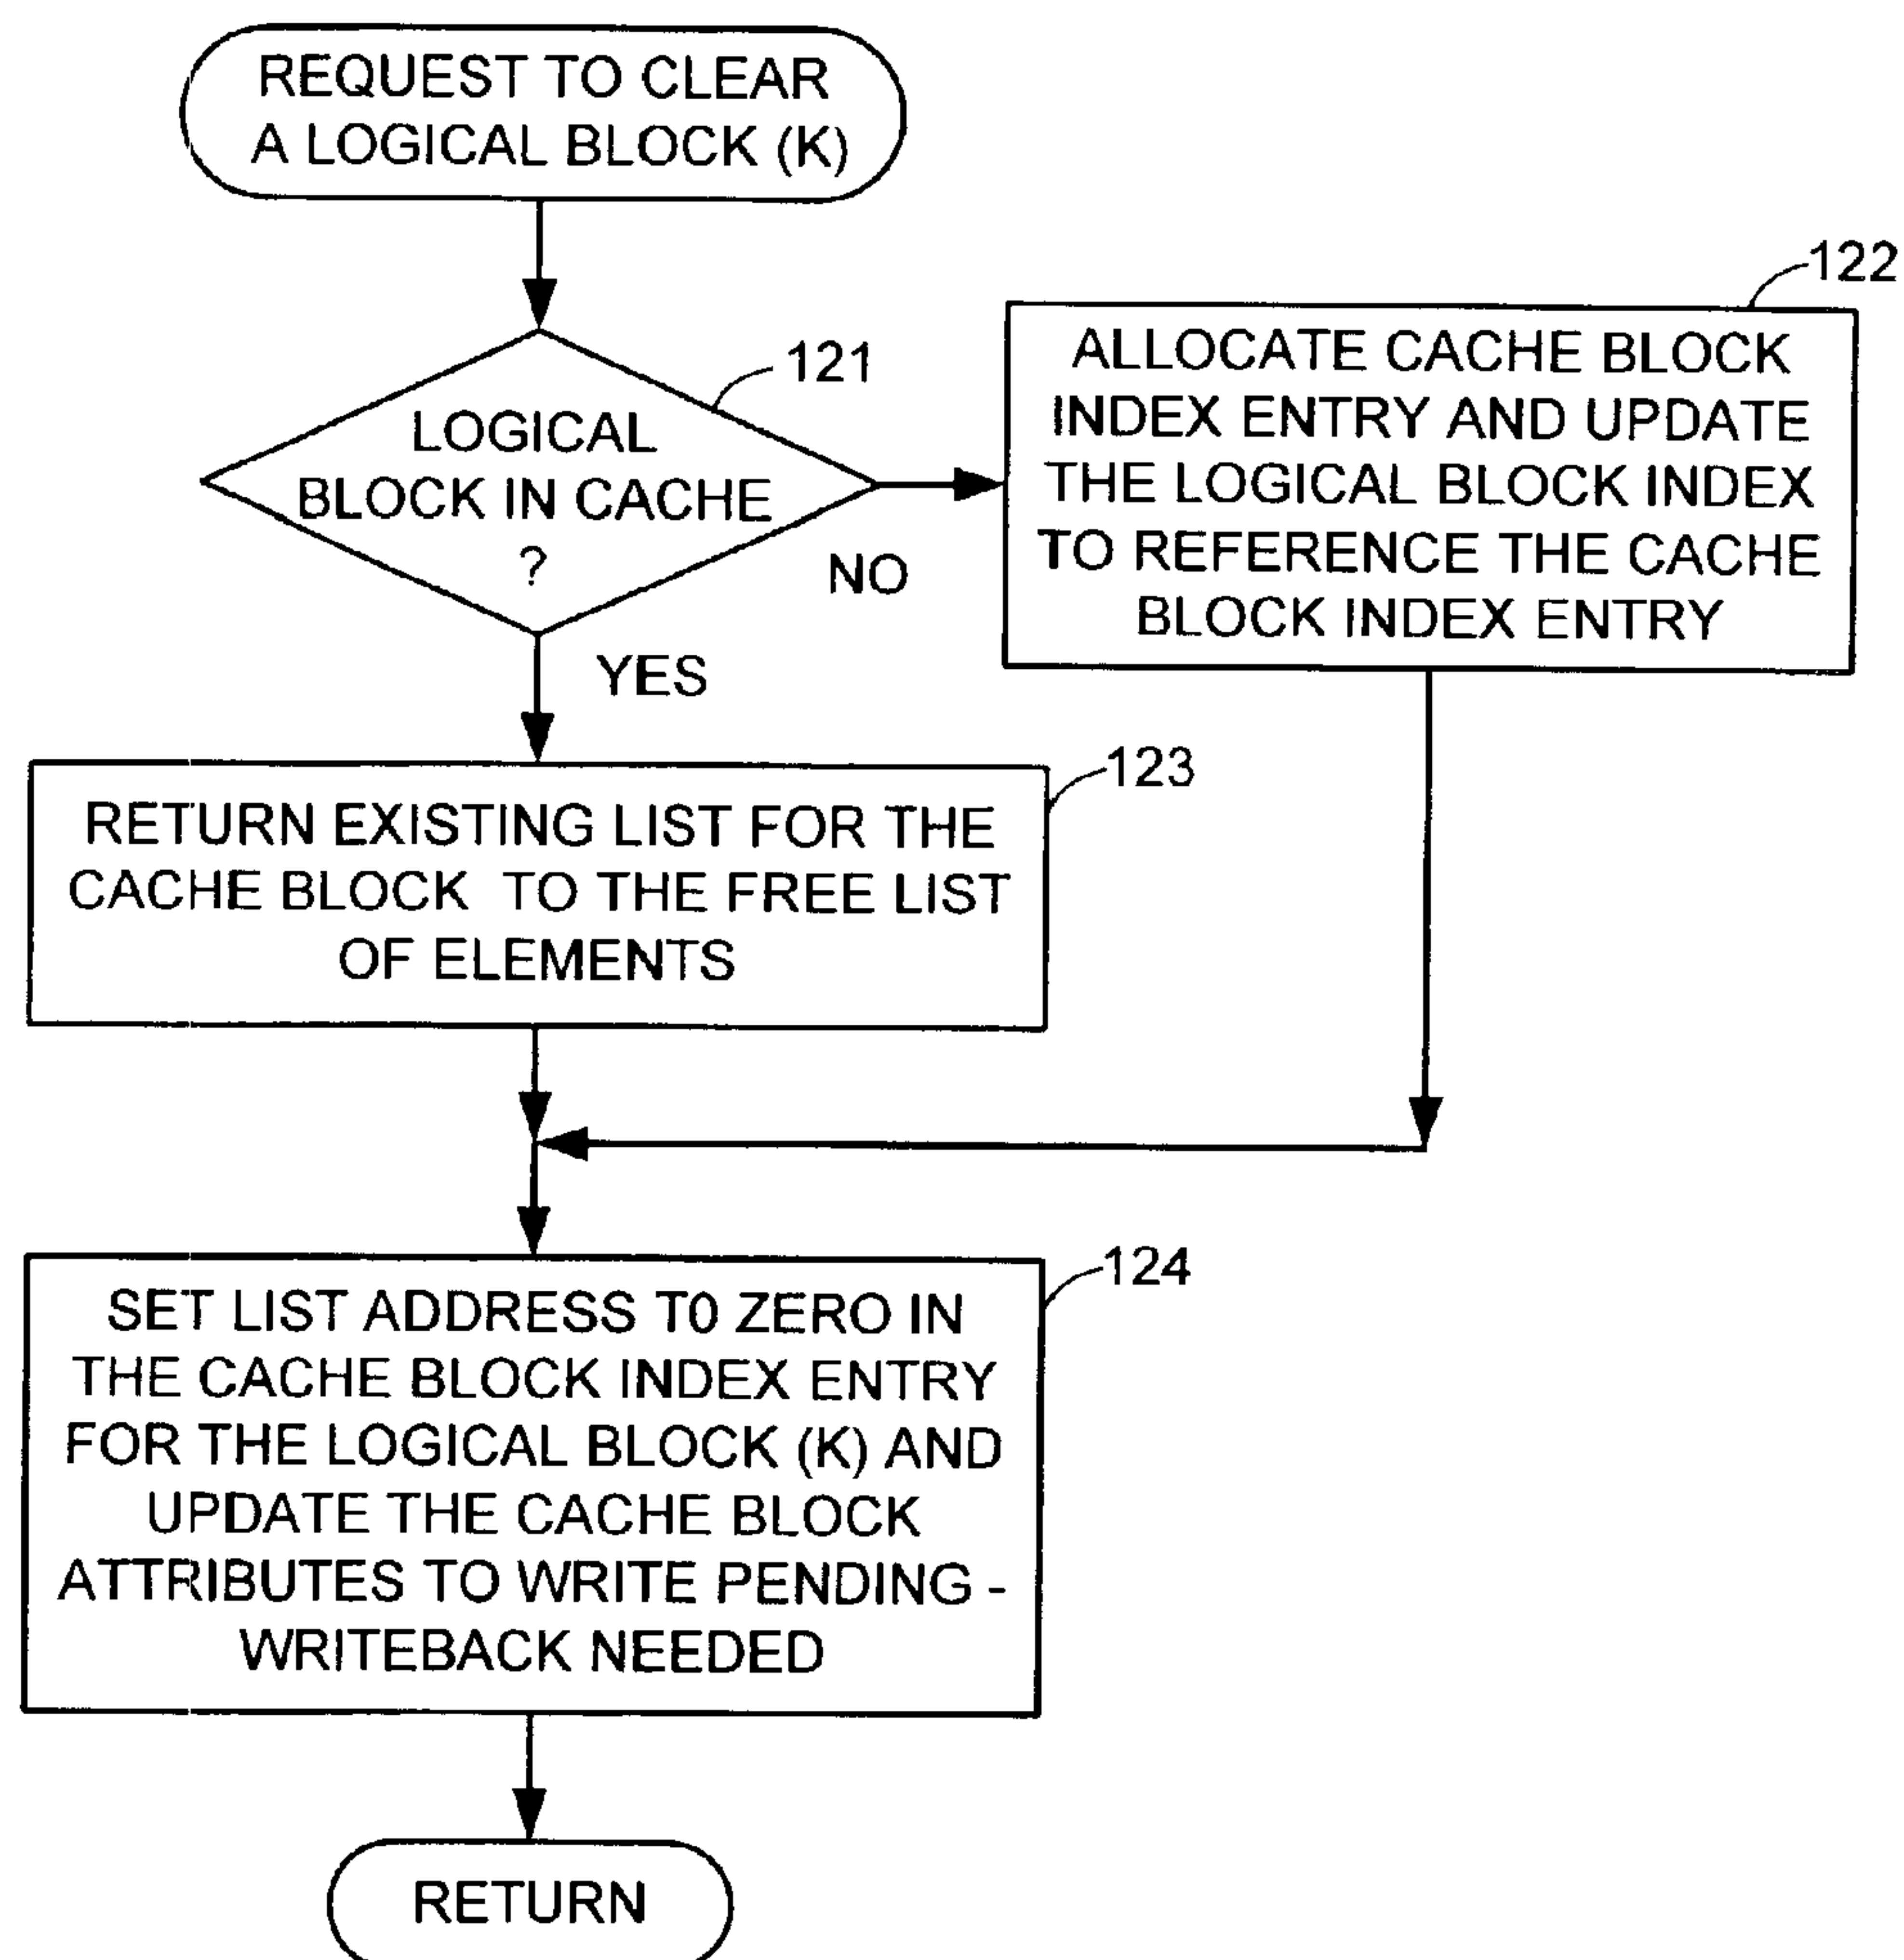 REQUEST TO CLEAR
A LOGICAL BLOCK (K)
121
LOGICAL
BLOCK IN CACHE
?
NO
YES
122
ALLOCATE CACHE BLOCK
INDEX ENTRY AND UPDATE
THE LOGICAL BLOCK INDEX
TO REFERENCE THE CACHE
BLOCK INDEX ENTRY
123
RETURN EXISTING LIST FOR THE
CACHE BLOCK TO THE FREE LIST
OF ELEMENTS
124
SET LIST ADDRESS T0 ZERO IN
THE CACHE BLOCK INDEX ENTRY
FOR THE LOGICAL BLOCK (K) AND
UPDATE THE CACHE BLOCK
ATTRIBUTES TO WRITE PENDING -
WRITEBACK NEEDED
RETURN